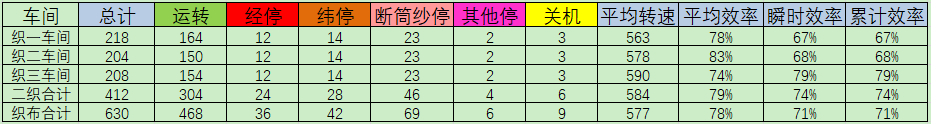 车间 总计 运转 经停 纬停 断筒纱停 其他停 关机 平均转速 平均效率 瞬时效率 累计效率
织一车间 218 164 12 14 23 2 3 563 78% 67% 67%
织二车间 204 150 12 14 23 2 3 578 83% 68% 68%
织三车间 208 154 12 14 23 2 3 590 74% 79% 79%
二织合计 412 304 24 28 46 4 6 584 79% 74% 74%
织布合计 630 468 36 42 69 6 9 577 78% 71% 71%